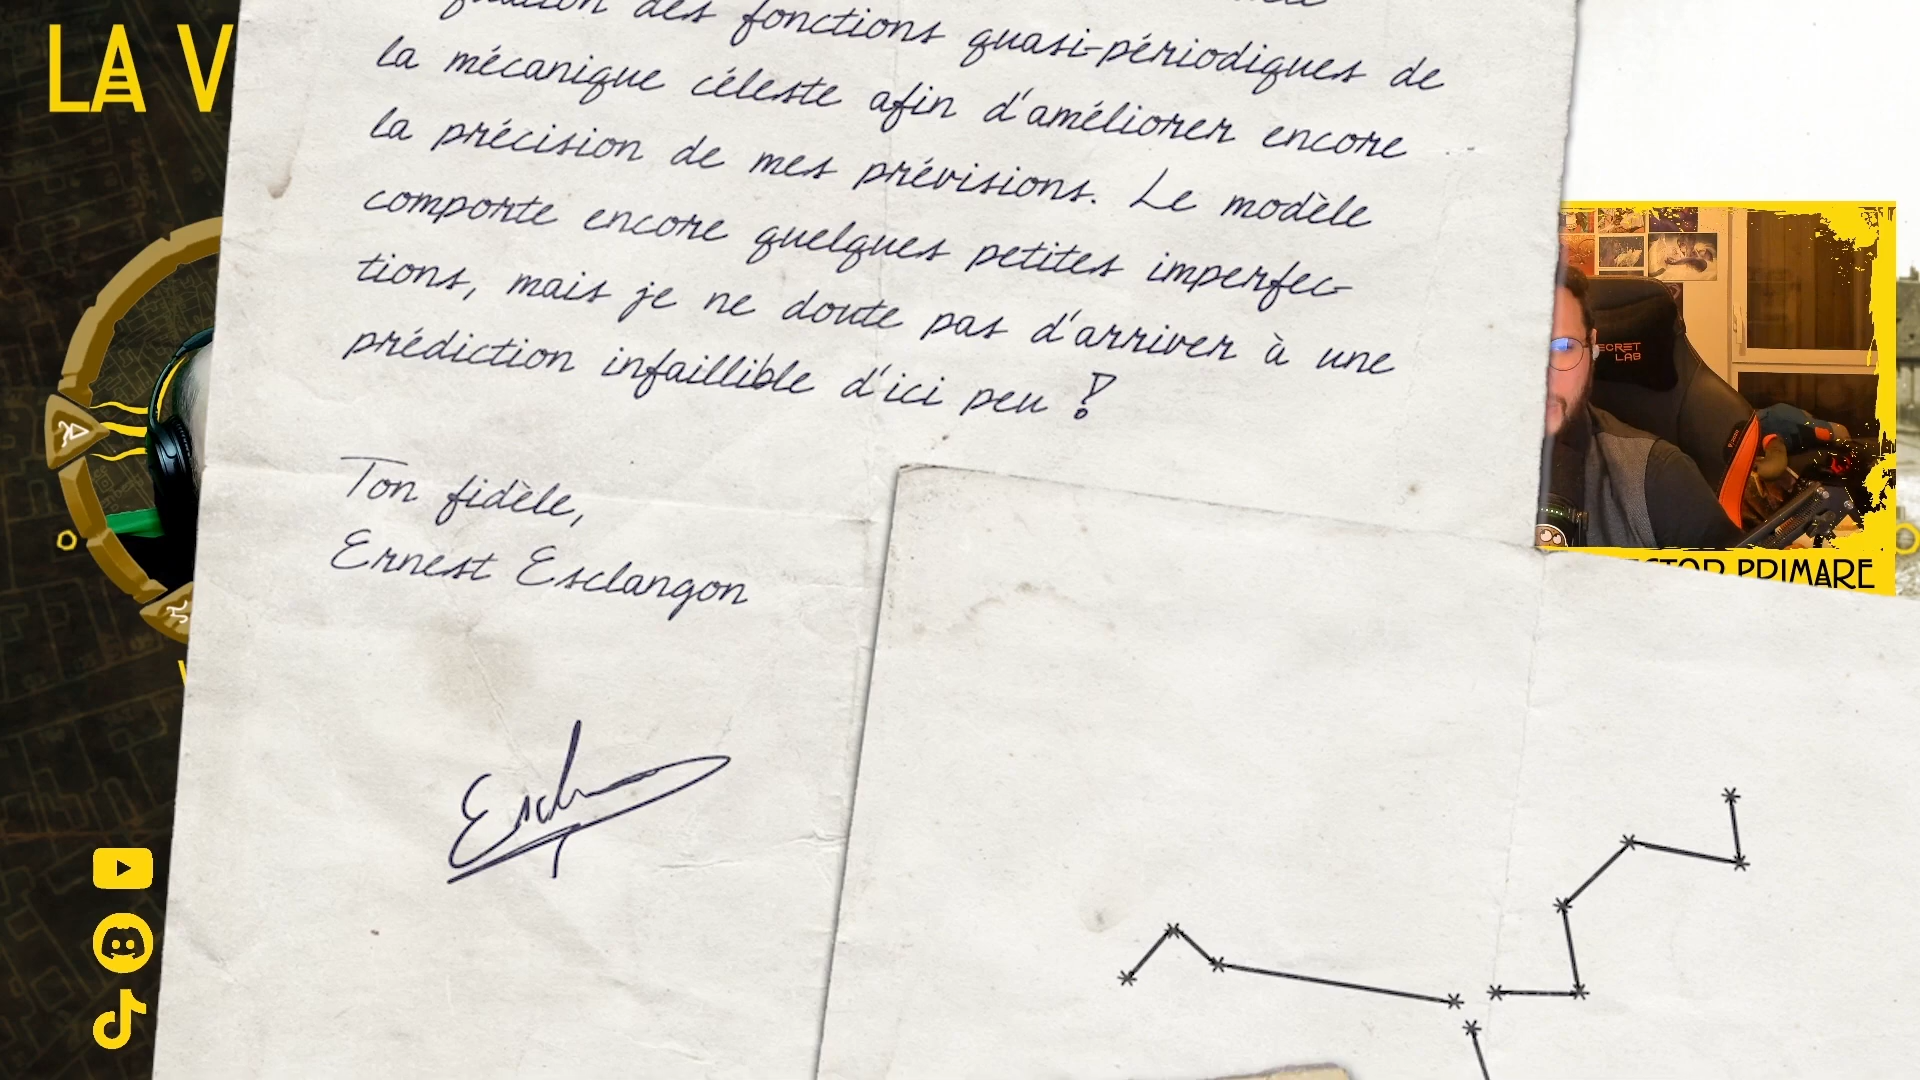 LA V
des fonctions quasi-périodiques de
la mécanique céleste afin d'améliorer encore
la précision de mes prévisions. Le modèle
comporte encore quelques petites imperfec-
tions, mais je ne doute pas d'arriver à une
prédiction infaillible d'ici peu !
Ton fidèle,
Ernest Esclangon
SECRET
LAB
PRIMARE